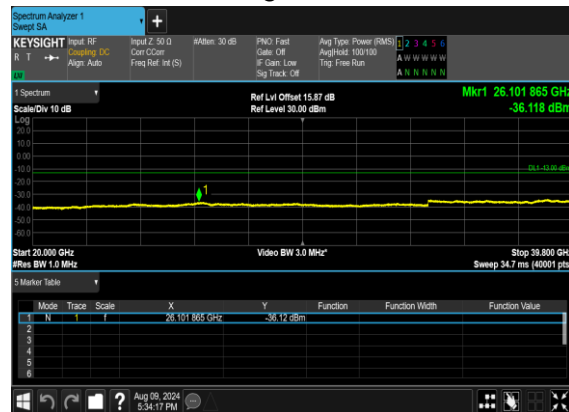 Spectrum Analyzer 1
Swept SA
+
KEYSIGHT Input: RF Input Z: 50 Ω #Atten: 30 dB PNO: Fast Avg Type: Power (RMS) 1 2 3 4 5 6
R T Coupling: DC Corr CCorr Gate: Off Avg|Hold: 100/100 A W W W W W
Align: Auto Freq Ref: Int (S) IF Gain: Low Trig: Free Run
Sig Track: Off A N N N N N
1 Spectrum Ref Lvl Offset 15.87 dB Mkr1 26.101 865 GHz
Scale/Div 10 dB Ref Level 30.00 dBm -36.118 dBm
Log
20.0
10.0
0.00
-10.0 DL1 -13.00 dBm
-20.0
-30.0 1
-40.0
-50.0
-60.0
Start 20.000 GHz Video BW 3.0 MHz* Stop 39.800 GHz
#Res BW 1.0 MHz Sweep 34.7 ms (40001 pts)
5 Marker Table
Mode Trace Scale X Y Function Function Width Function Value
1 N 1 f 26.101 865 GHz -36.12 dBm
2
3
4
5
6
? Aug 09, 2024
5:34:17 PM